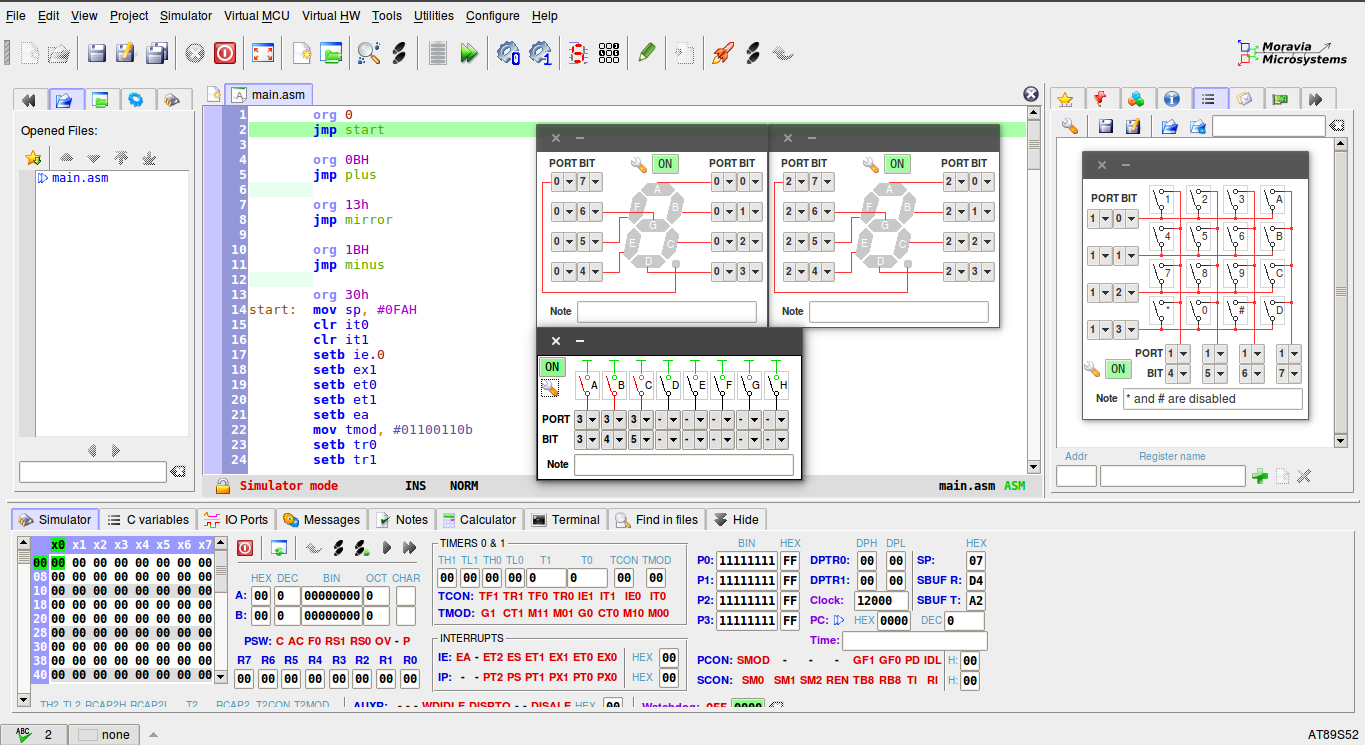 File Edit View Project Simulator Virtual MCU Virtual HW Tools Utilities Configure Help
Moravia
Microsystems
main.asm
Opened Files:
main.asm
1 org 0
2 jmp start
3
4 org 0BH
5 jmp plus
6
7 org 13h
8 jmp mirror
9
10 org 1BH
11 jmp minus
12
13 org 30h
14 start: mov sp, #0FAH
15 clr it0
16 clr it1
17 setb ie.0
18 setb ex1
19 setb et0
20 setb et1
21 setb ea
22 mov tmod, #01100110b
23 setb tr0
24 setb tr1
PORT BIT ON PORT BIT
0 7 A 0 0
0 6 F B 0 1
G
0 5 E C 0 2
0 4 D 0 3
Note
PORT BIT ON PORT BIT
2 7 A 2 0
2 6 F B 2 1
G
2 5 E C 2 2
2 4 D 2 3
Note
ON
A B C D E F G H
PORT 3 3 3 - - - - -
BIT 3 4 5 - - - - -
Note
PORT BIT 1 2 3 A
1 0
4 5 6 B
1 1
7 8 9 C
1 2
* 0 # D
1 3
PORT 1 1 1 1
ON BIT 4 5 6 7
Note * and # are disabled
Addr Register name
Simulator mode INS NORM main.asm ASM
Simulator C variables IO Ports Messages Notes Calculator Terminal Find in files Hide
x0 x1 x2 x3 x4 x5 x6 x7
00 00 00 00 00 00 00 00 00
08 00 00 00 00 00 00 00 00
10 00 00 00 00 00 00 00 00
18 00 00 00 00 00 00 00 00
20 00 00 00 00 00 00 00 00
28 00 00 00 00 00 00 00 00
30 00 00 00 00 00 00 00 00
38 00 00 00 00 00 00 00 00
40 00 00 00 00 00 00 00 00
HEX DEC BIN OCT CHAR
A: 00 0 00000000 0
B: 00 0 00000000 0
PSW: C AC F0 RS1 RS0 OV - P
R7 R6 R5 R4 R3 R2 R1 R0
00 00 00 00 00 00 00 00
TIMERS 0 & 1
TH1 TL1 TH0 TL0 T1 T0 TCON TMOD
00 00 00 00 0 0 00 00
TCON: TF1 TR1 TF0 TR0 IE1 IT1 IE0 IT0
TMOD: G1 CT1 M11 M01 G0 CT0 M10 M00
INTERRUPTS
IE: EA - ET2 ES ET1 EX1 ET0 EX0 HEX 00
IP: - - PT2 PS PT1 PX1 PT0 PX0 HEX 00
BIN HEX
P0: 11111111 FF
P1: 11111111 FF
P2: 11111111 FF
P3: 11111111 FF
DPH DPL HEX
DPTR0: 00 00 SP: 07
DPTR1: 00 00 SBUF R: D4
Clock: 12000 SBUF T: A2
PC: HEX 0000 DEC 0
Time:
PCON: SMOD - - - GF1 GF0 PD IDL H: 00
SCON: SM0 SM1 SM2 REN TB8 RB8 TI RI H: 00
TH2 TL2 RCAP2H RCAP2L T2 RCAP2 T2CON T2MOD AUXR: - - - WDIDLE DISRTO - - DISALE HEX 00 Watchdog: OFF 0000
2 none AT89S52